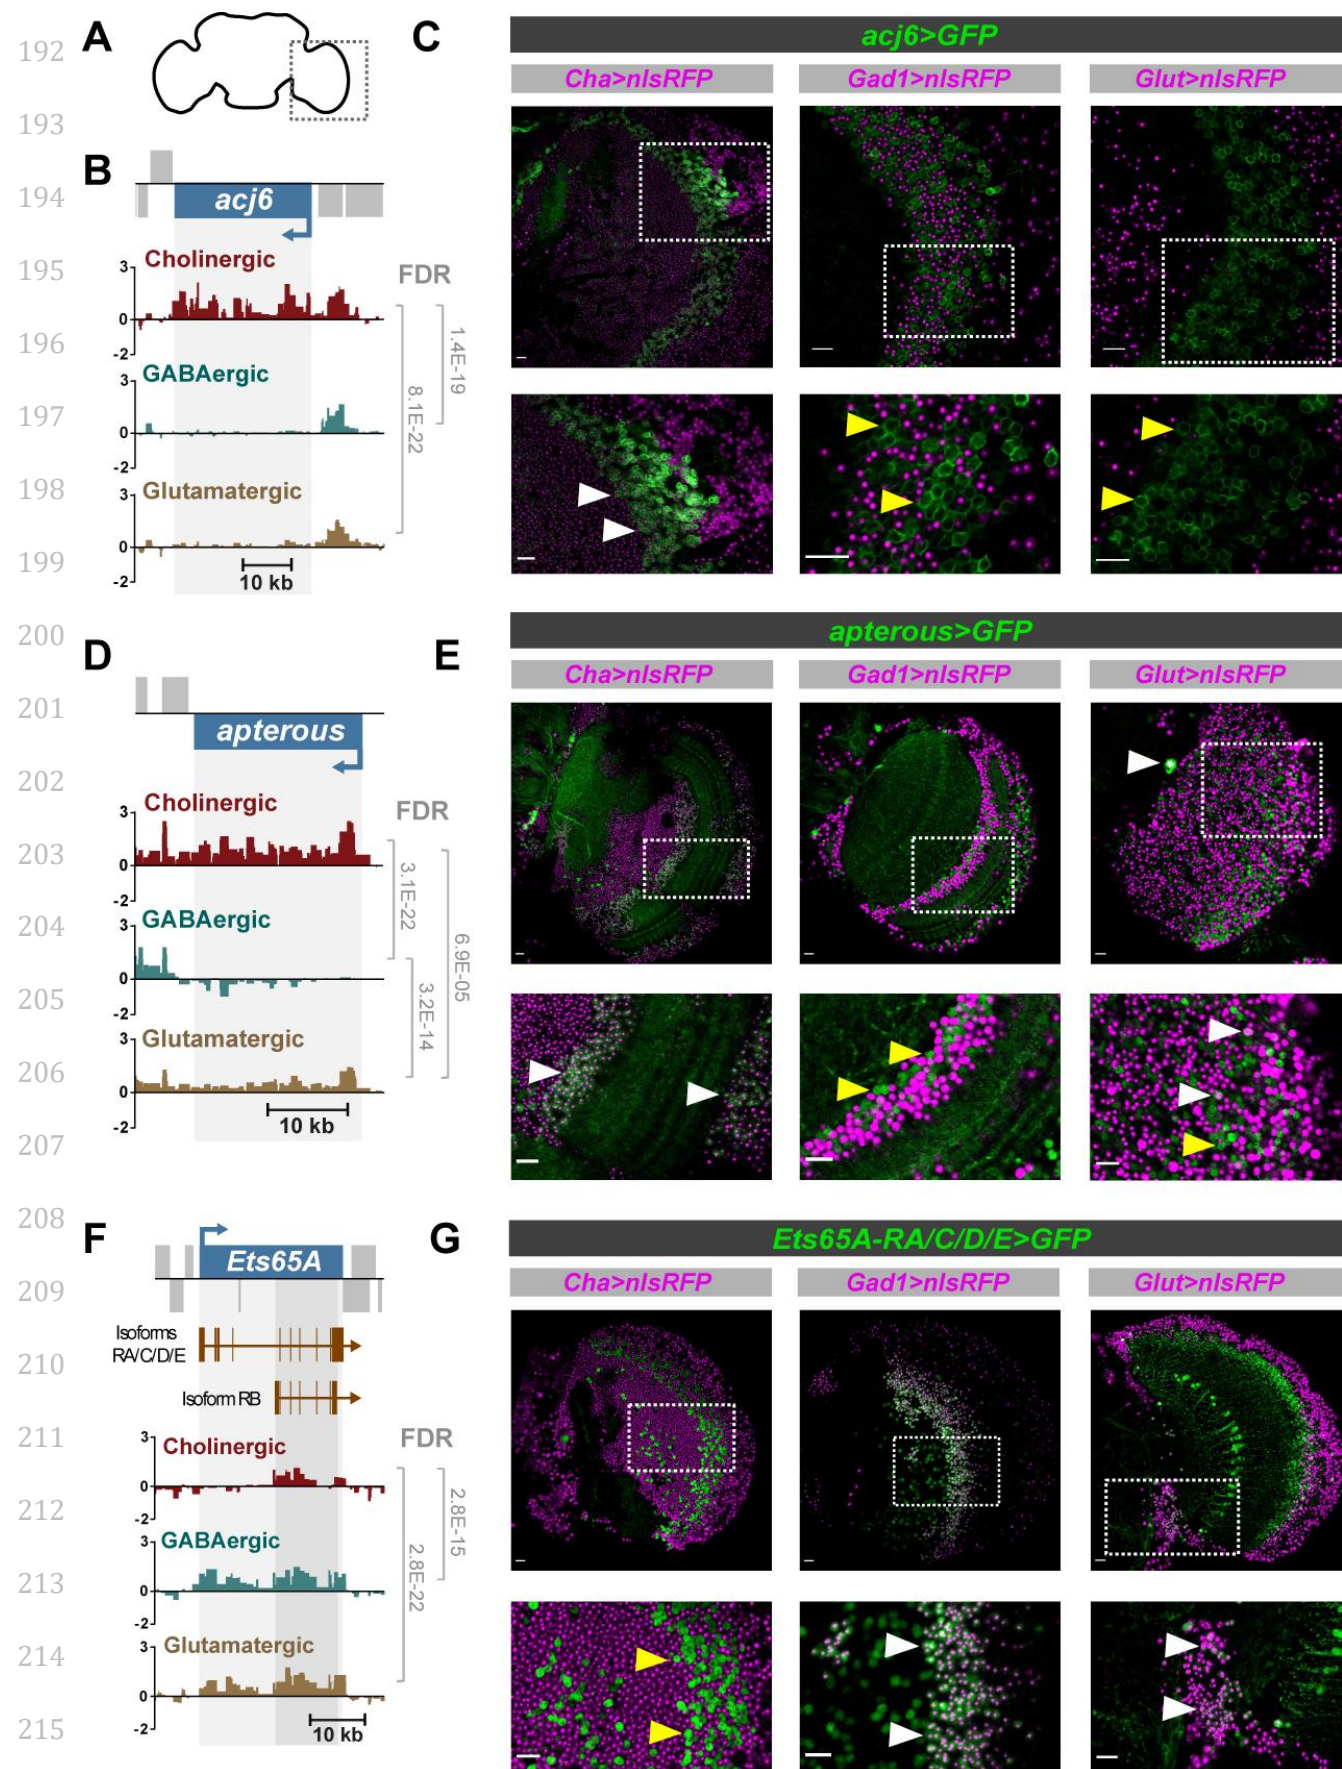 192
193
194
195
196
197
198
199
200
201
202
203
204
205
206
207
208
209
210
211
212
213
214
215
A
B
acj6
Cholinergic
FDR
3
0
-2
1.4E-19
GABAergic
3
0
-2
8.1E-22
Glutamatergic
3
0
-2
10 kb
C
acj6>GFP
Cha>nlsRFP
Gad1>nlsRFP
Glut>nlsRFP
D
apterous
Cholinergic
FDR
3
0
-2
3.1E-22
GABAergic
3
0
-2
6.9E-05
3.2E-14
Glutamatergic
3
0
-2
10 kb
E
apterous>GFP
Cha>nlsRFP
Gad1>nlsRFP
Glut>nlsRFP
F
Ets65A
Isoforms
RA/C/D/E
Isoform RB
Cholinergic
FDR
3
0
-2
2.8E-15
GABAergic
3
0
-2
2.8E-22
Glutamatergic
3
0
-2
10 kb
G
Ets65A-RA/C/D/E>GFP
Cha>nlsRFP
Gad1>nlsRFP
Glut>nlsRFP